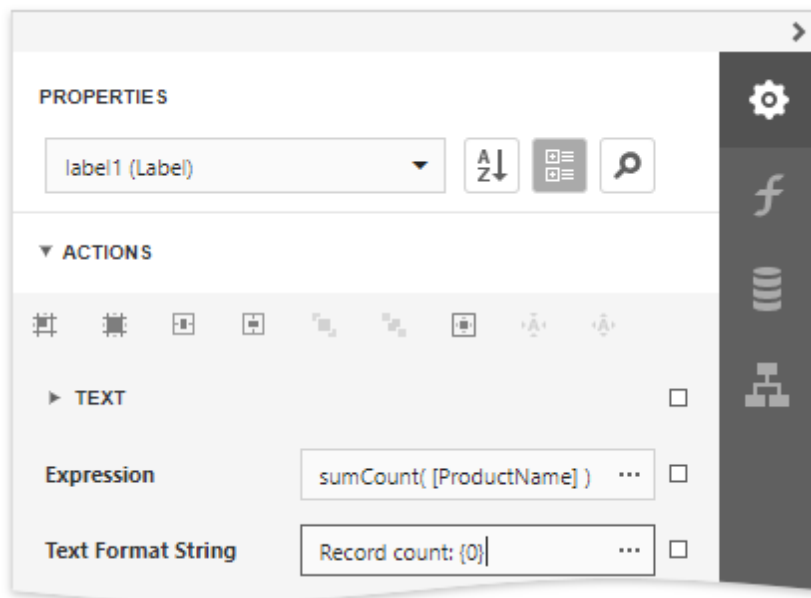 PROPERTIES
label1 (Label)
A
Z
ACTIONS
A
A
TEXT
Expression
sumCount( [ProductName] ) ...
Text Format String
Record count: {0} ...